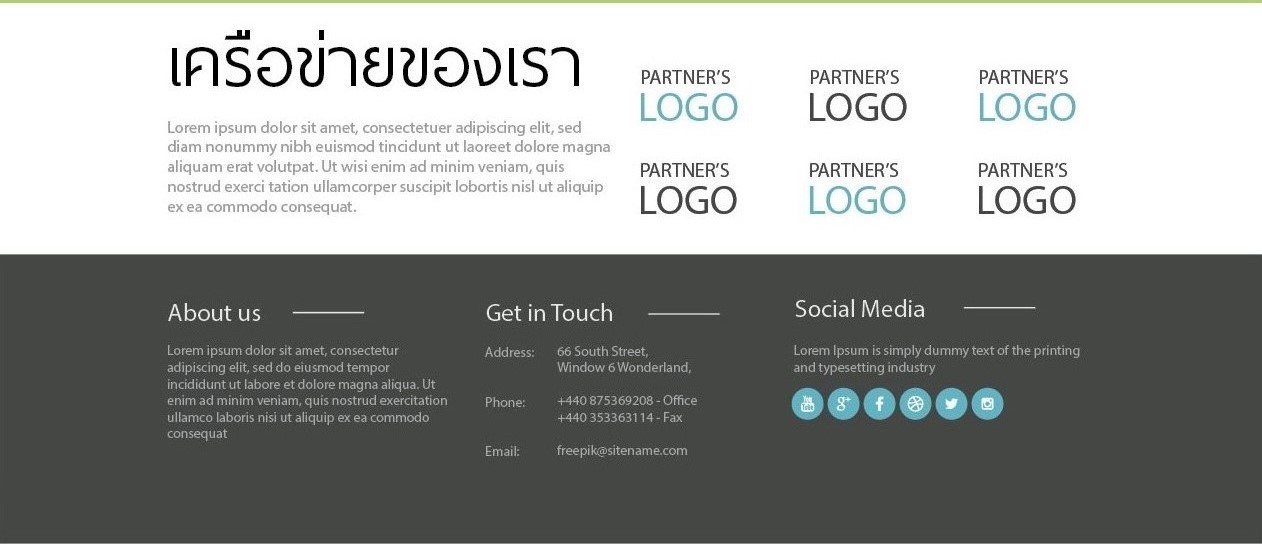 เครือข่ายของเรา
Lorem ipsum dolor sit amet, consectetuer adipiscing elit, sed
diam nonummy nibh euismod tincidunt ut laoreet dolore magna
aliquam erat volutpat. Ut wisi enim ad minim veniam, quis
nostrud exerci tation ullamcorper suscipit lobortis nisl ut aliquip
ex ea commodo consequat.
PARTNER'S
LOGO
PARTNER'S
LOGO
PARTNER'S
LOGO
PARTNER'S
LOGO
PARTNER'S
LOGO
PARTNER'S
LOGO
About us
Lorem ipsum dolor sit amet, consectetur
adipiscing elit, sed do eiusmod tempor
incididunt ut labore et dolore magna aliqua. Ut
enim ad minim veniam, quis nostrud exercitation
ullamco laboris nisi ut aliquip ex ea commodo
consequat
Get in Touch
Address: 66 South Street,
Window 6 Wonderland,
Phone: +440 875369208 - Office
+440 353363114 - Fax
Email: freepik@sitename.com
Social Media
Lorem Ipsum is simply dummy text of the printing
and typesetting industry
You Tube g+ f